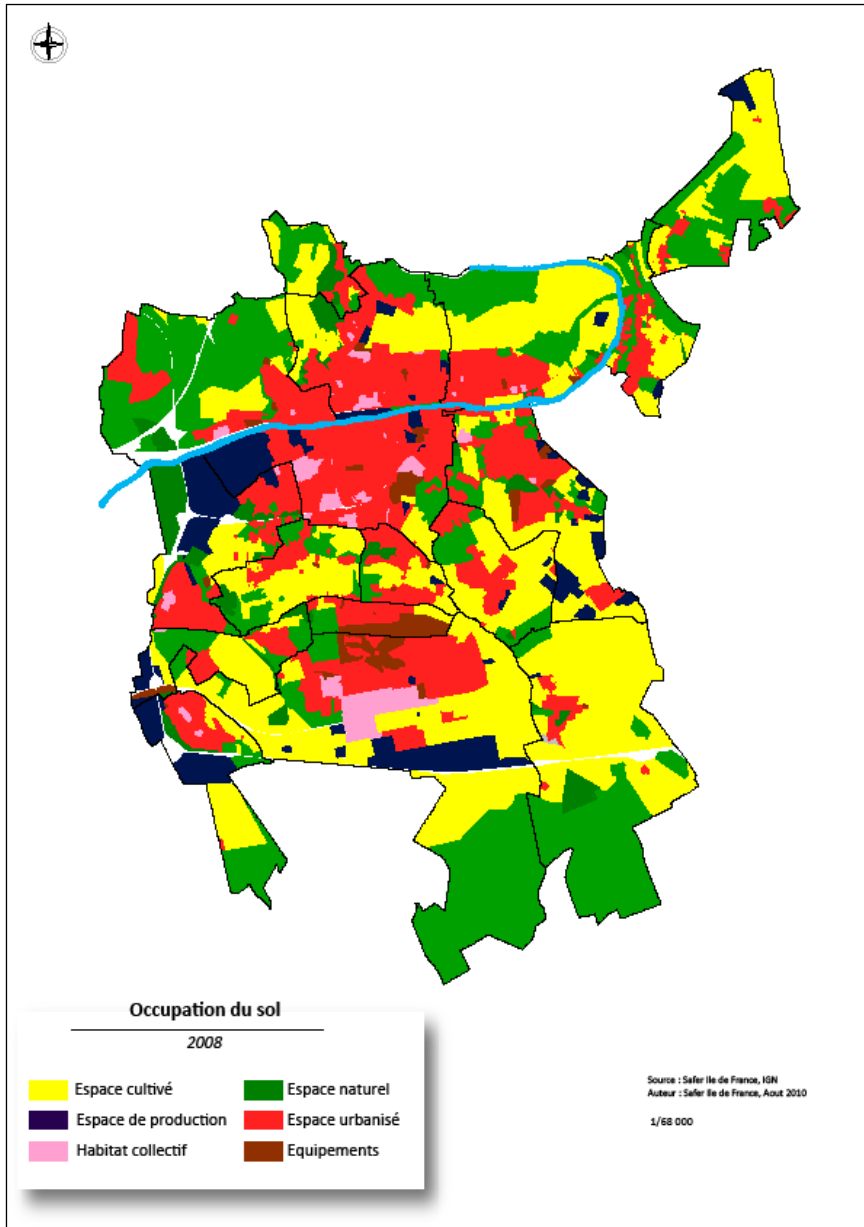 Occupation du sol
2008
Espace cultivé
Espace naturel
Espace de production
Espace urbanisé
Habitat collectif
Equipements
Source : Safer Ile de France, IGN
Auteur : Safer Ile de France, Aout 2010
1/68 000